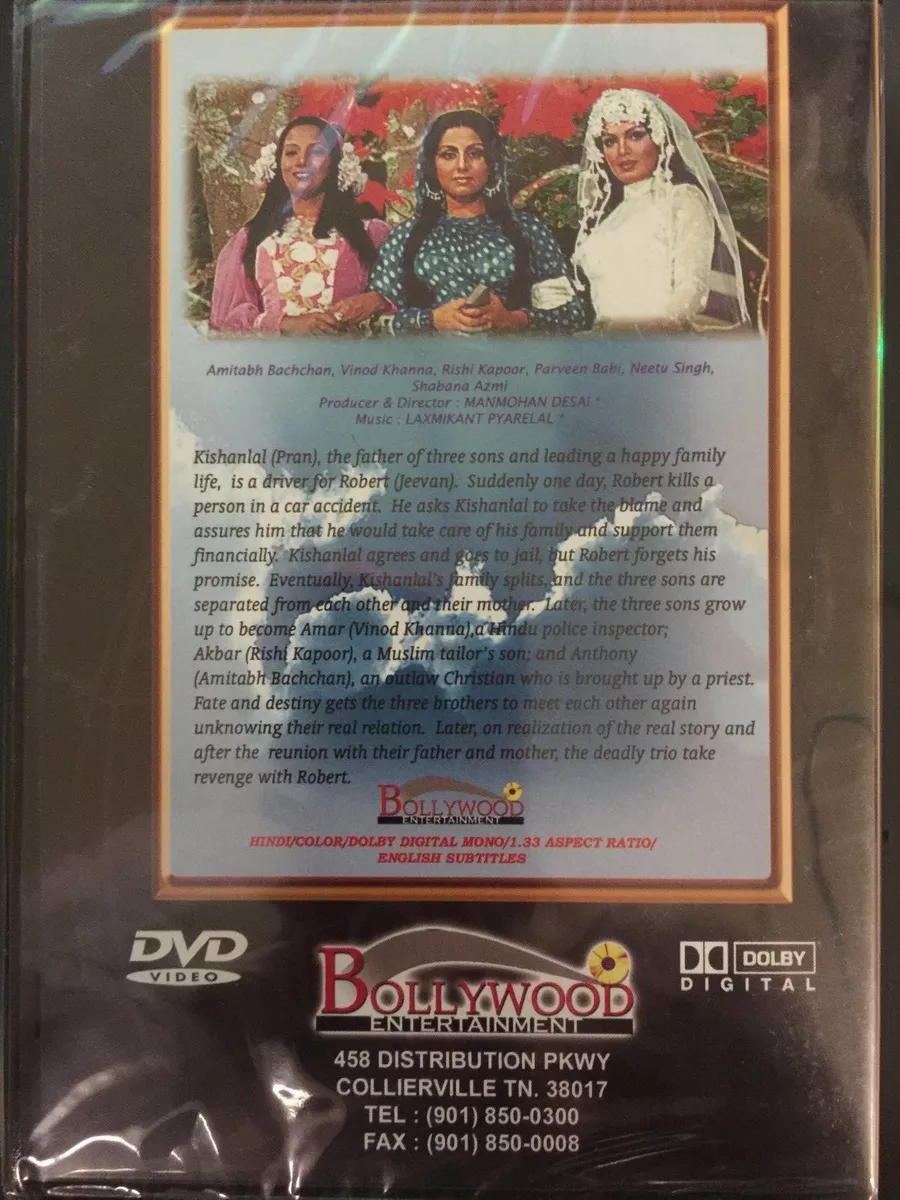 Amitabh Bachchan, Vinod Khanna, Rishi Kapoor, Parveen Babi, Neetu Singh,
Shabana Azmi
Producer & Director : MANMOHAN DESAI *
Music : LAXMIKANT PYARELAL *
Kishanlal (Pran), the father of three sons and leading a happy family
life, is a driver for Robert (Jeevan). Suddenly one day, Robert kills a
person in a car accident. He asks Kishanlal to take the blame and
assures him that he would take care of his family and support them
financially. Kishanlal agrees and goes to jail, but Robert forgets his
promise. Eventually, Kishanlal's family splits, and the three sons are
separated from each other and their mother. Later, the three sons grow
up to become Amar (Vinod Khanna),a Hindu police inspector;
Akbar (Rishi Kapoor), a Muslim tailor's son; and Anthony
(Amitabh Bachchan), an outlaw Christian who is brought up by a priest.
Fate and destiny gets the three brothers to meet each other again
unknowing their real relation. Later, on realization of the real story and
after the reunion with their father and mother, the deadly trio take
revenge with Robert.
BOLLYWOOD
ENTERTAINMENT
HINDI/COLOR/DOLBY DIGITAL MONO/1.33 ASPECT RATIO/
ENGLISH SUBTITLES
DVD
VIDEO
BOLLYWOOD
ENTERTAINMENT
DOLBY
DIGITAL
458 DISTRIBUTION PKWY
COLLIERVILLE TN. 38017
TEL : (901) 850-0300
FAX : (901) 850-0008